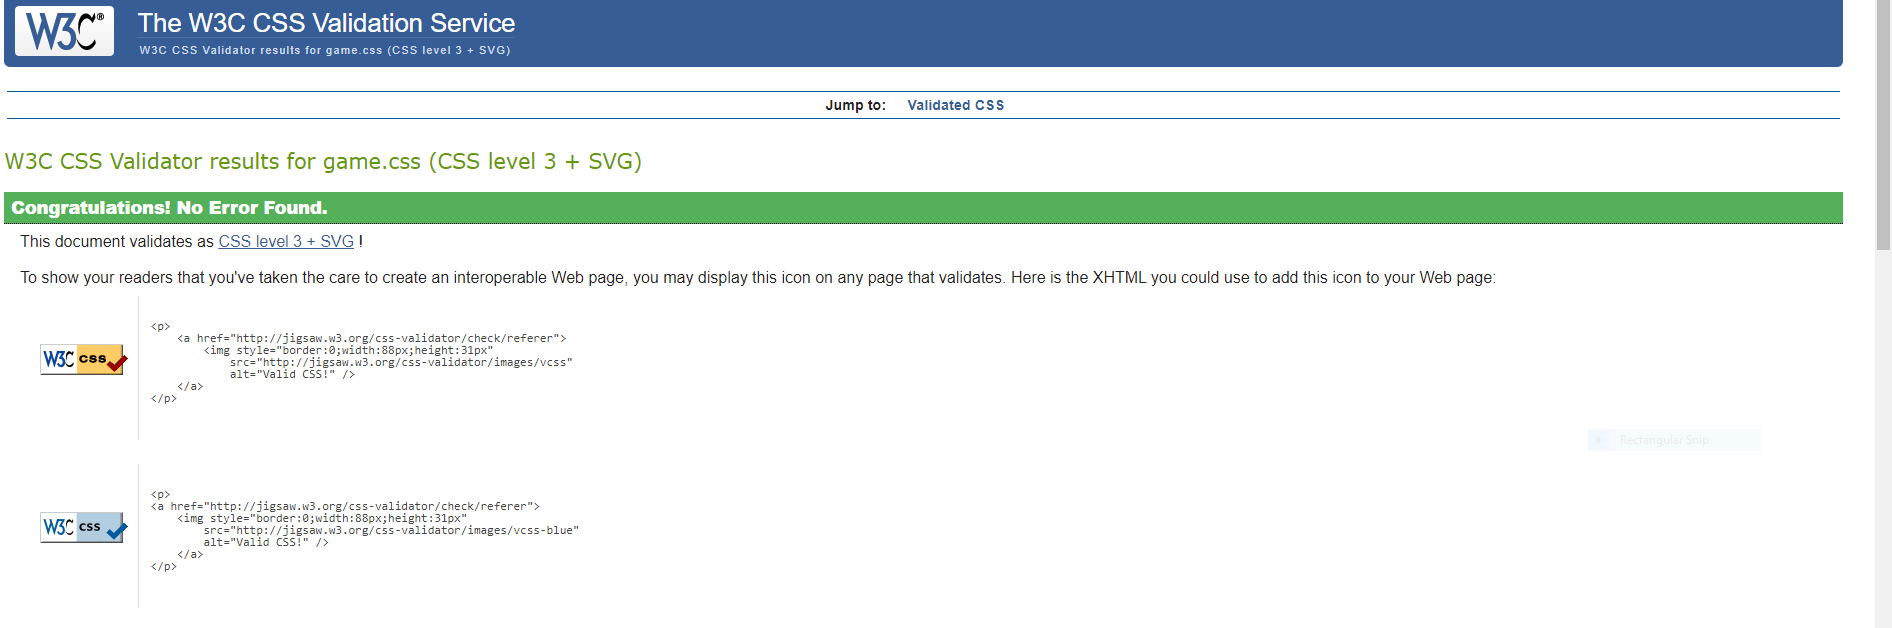 W3C®
The W3C CSS Validation Service
W3C CSS Validator results for game.css (CSS level 3 + SVG)
Jump to: Validated CSS
W3C CSS Validator results for game.css (CSS level 3 + SVG)
Congratulations! No Error Found.
This document validates as CSS level 3 + SVG !
To show your readers that you've taken the care to create an interoperable Web page, you may display this icon on any page that validates. Here is the XHTML you could use to add this icon to your Web page:
W3C css
<p>
<a href="http://jigsaw.w3.org/css-validator/check/referer">
<img style="border:0;width:88px;height:31px"
src="http://jigsaw.w3.org/css-validator/images/vcss"
alt="Valid CSS!" />
</a>
</p>
Rectangular Snip
W3C css
<p>
<a href="http://jigsaw.w3.org/css-validator/check/referer">
<img style="border:0;width:88px;height:31px"
src="http://jigsaw.w3.org/css-validator/images/vcss-blue"
alt="Valid CSS!" />
</a>
</p>